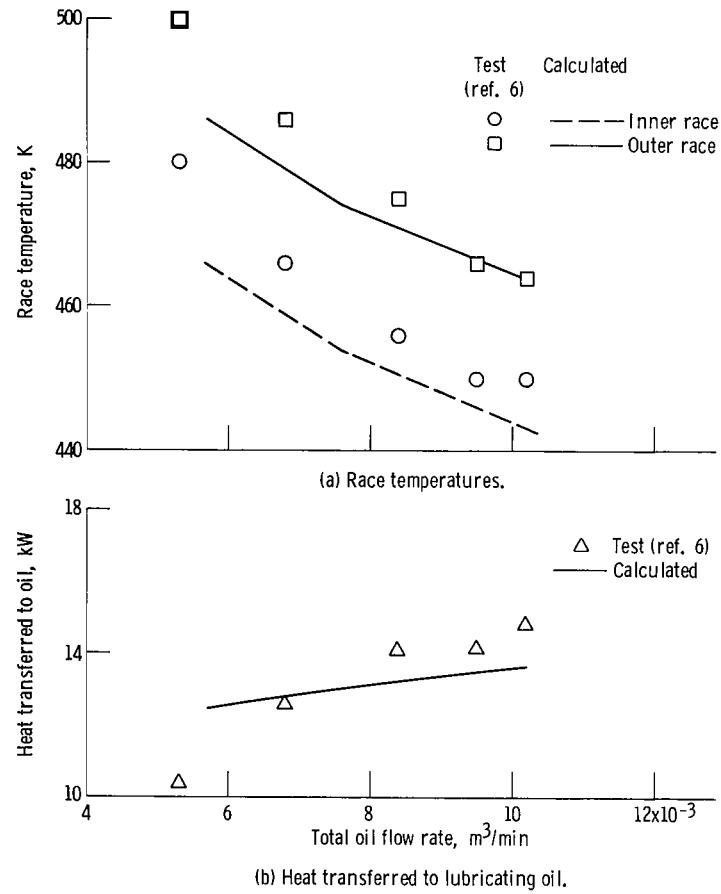 500
480
460
440
Race temperature, K
Test Calculated
(ref. 6)
Inner race
Outer race
(a) Race temperatures.
18
14
10
Heat transferred to oil, kW
Test (ref. 6)
Calculated
4 6 8 10 12x10-3
Total oil flow rate, m3/min
(b) Heat transferred to lubricating oil.